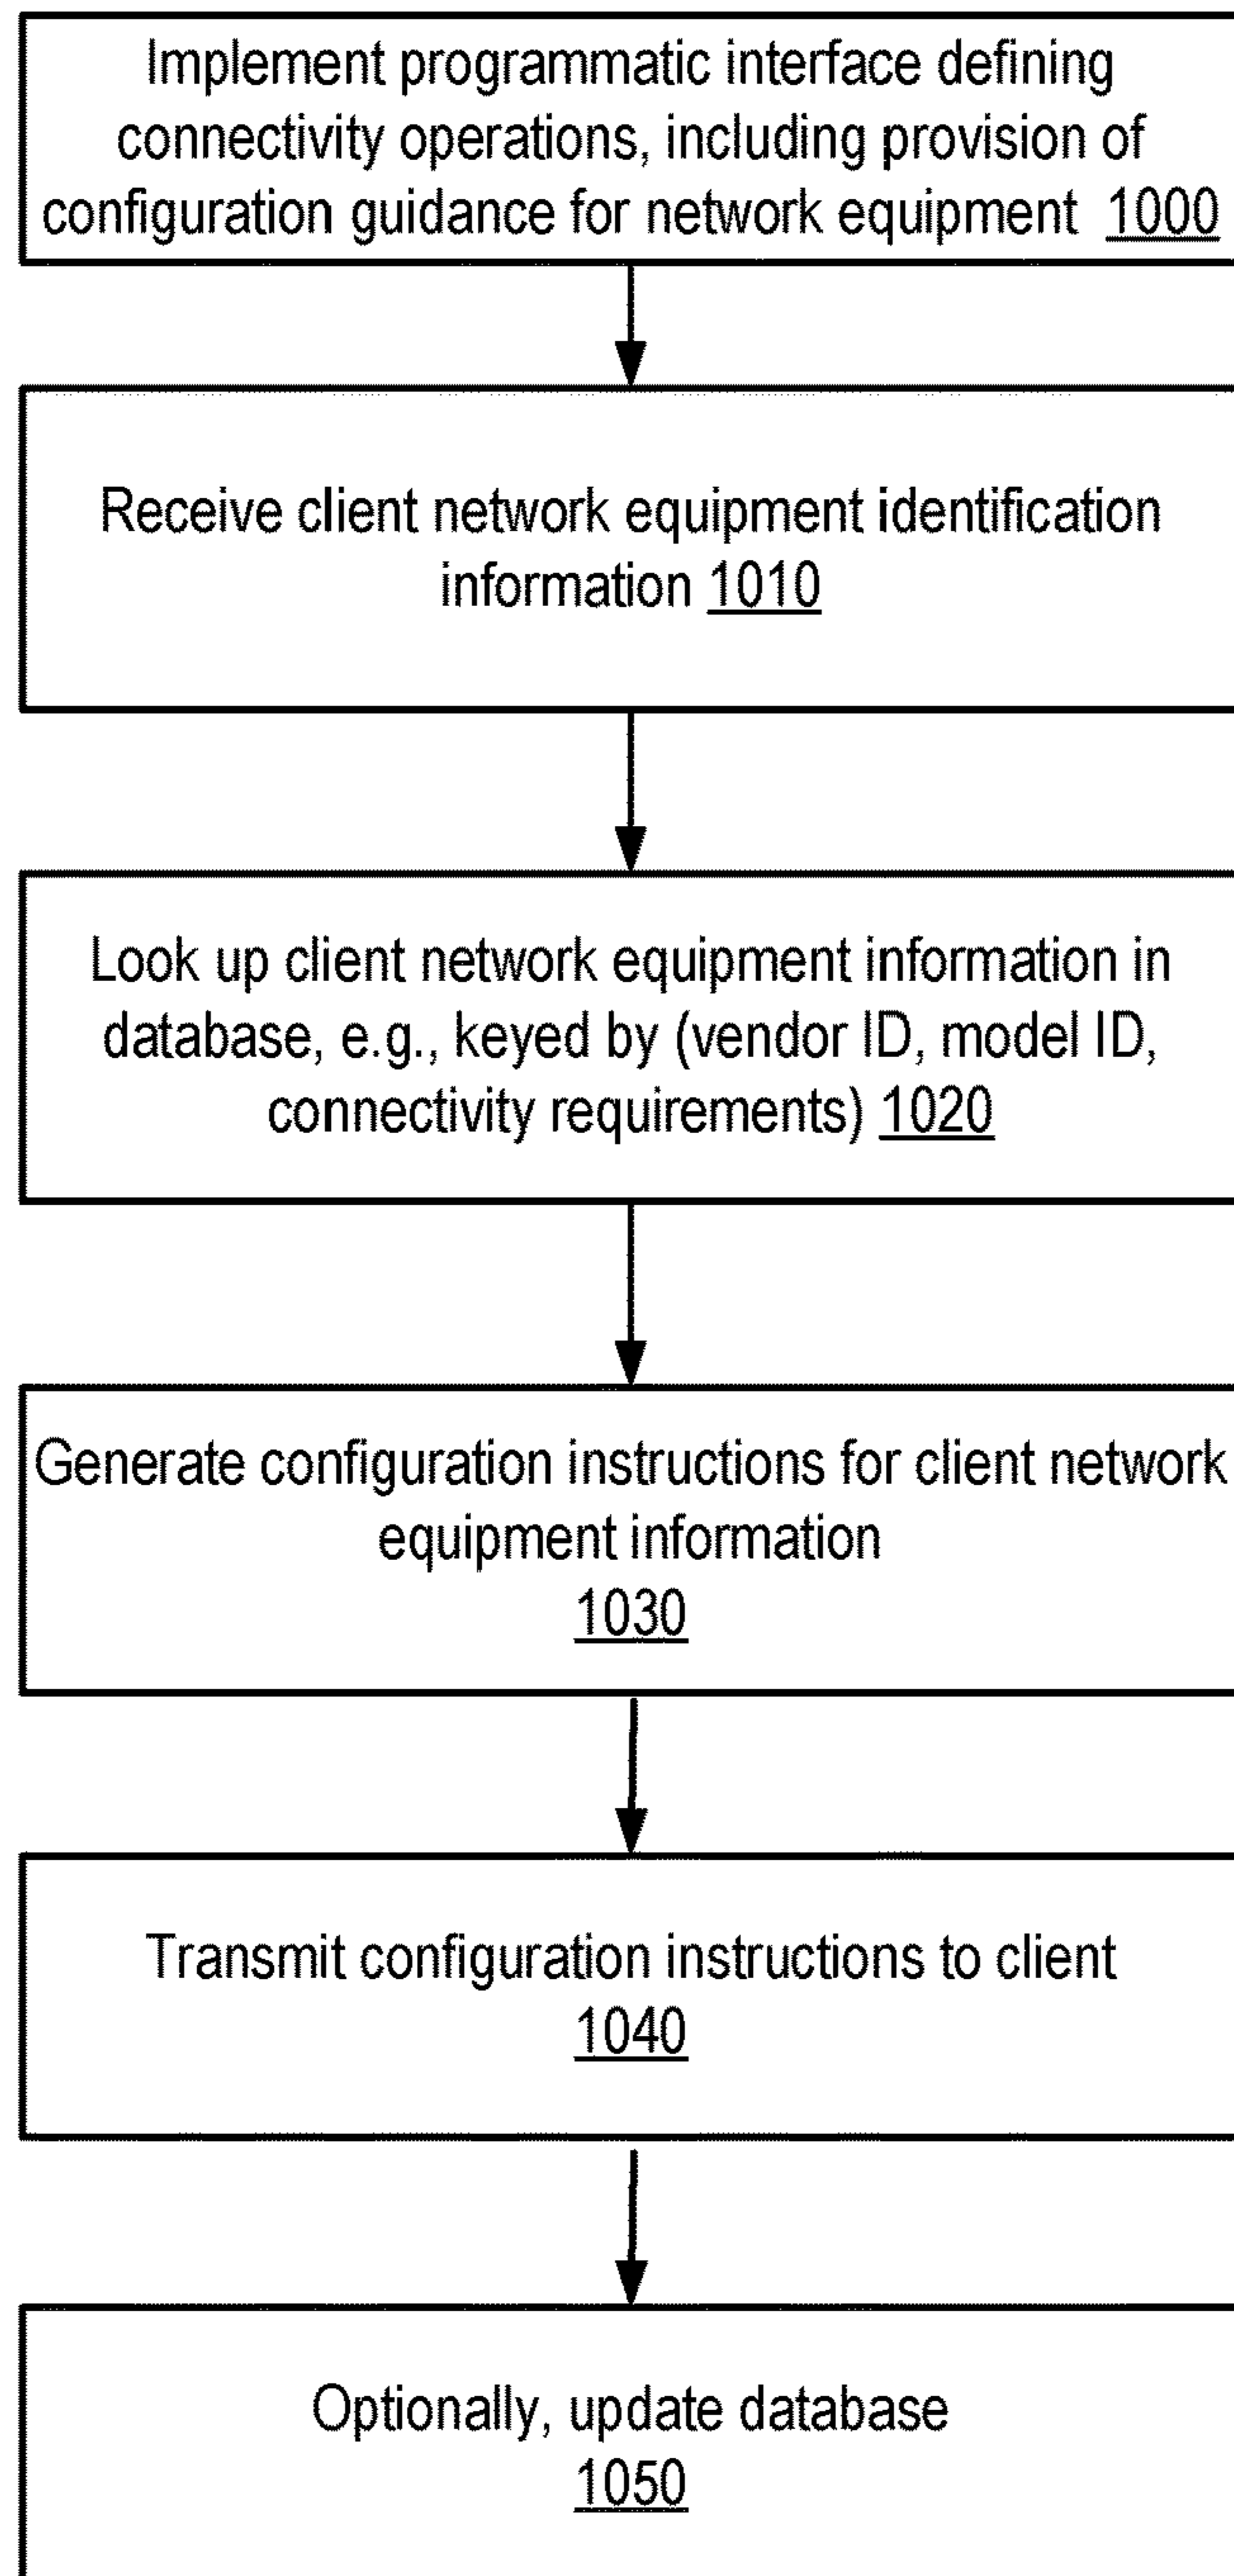 Implement programmatic interface defining
connectivity operations, including provision of
configuration guidance for network equipment 1000
Receive client network equipment identification
information 1010
Look up client network equipment information in
database, e.g., keyed by (vendor ID, model ID,
connectivity requirements) 1020
Generate configuration instructions for client network
equipment information
1030
Transmit configuration instructions to client
1040
Optionally, update database
1050